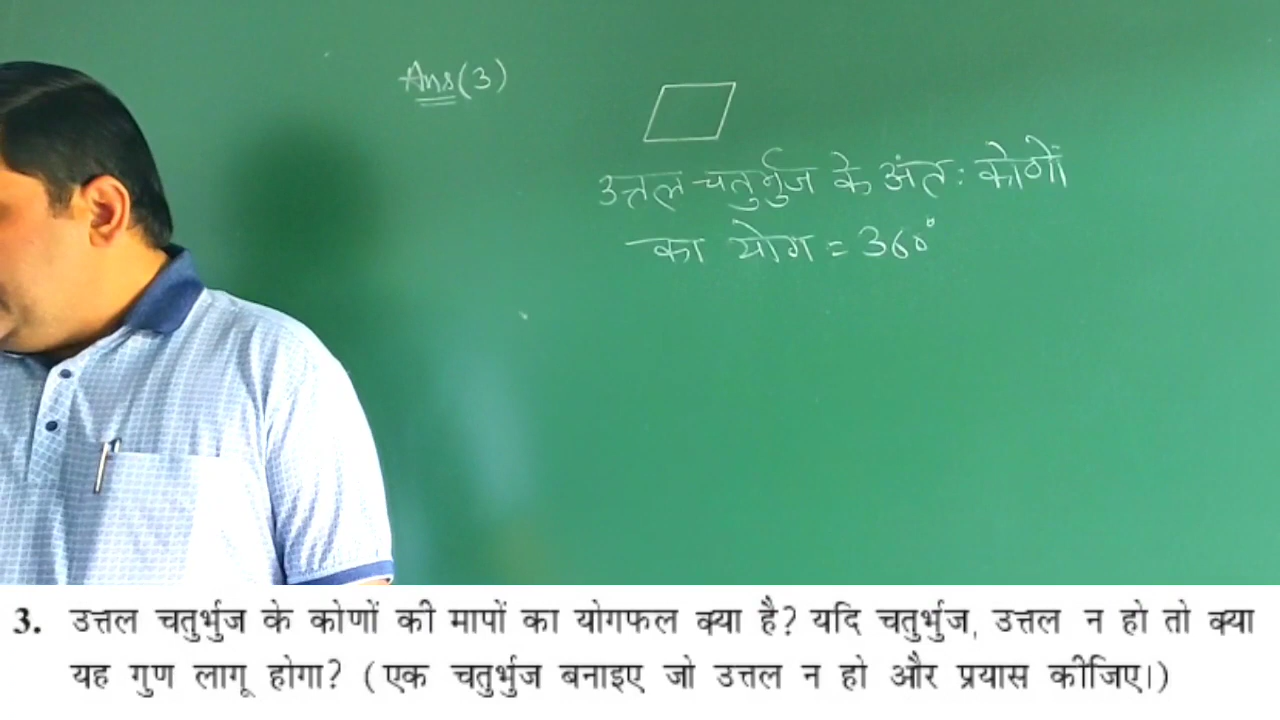 Ans (3)
उत्तल चतुर्भुज के अंतः कोणों
का योग = 360°
3. उत्तल चतुर्भुज के कोणों की मापों का योगफल क्या है? यदि चतुर्भुज, उत्तल न हो तो क्या
यह गुण लागू होगा? (एक चतुर्भुज बनाइए जो उत्तल न हो और प्रयास कीजिए।)